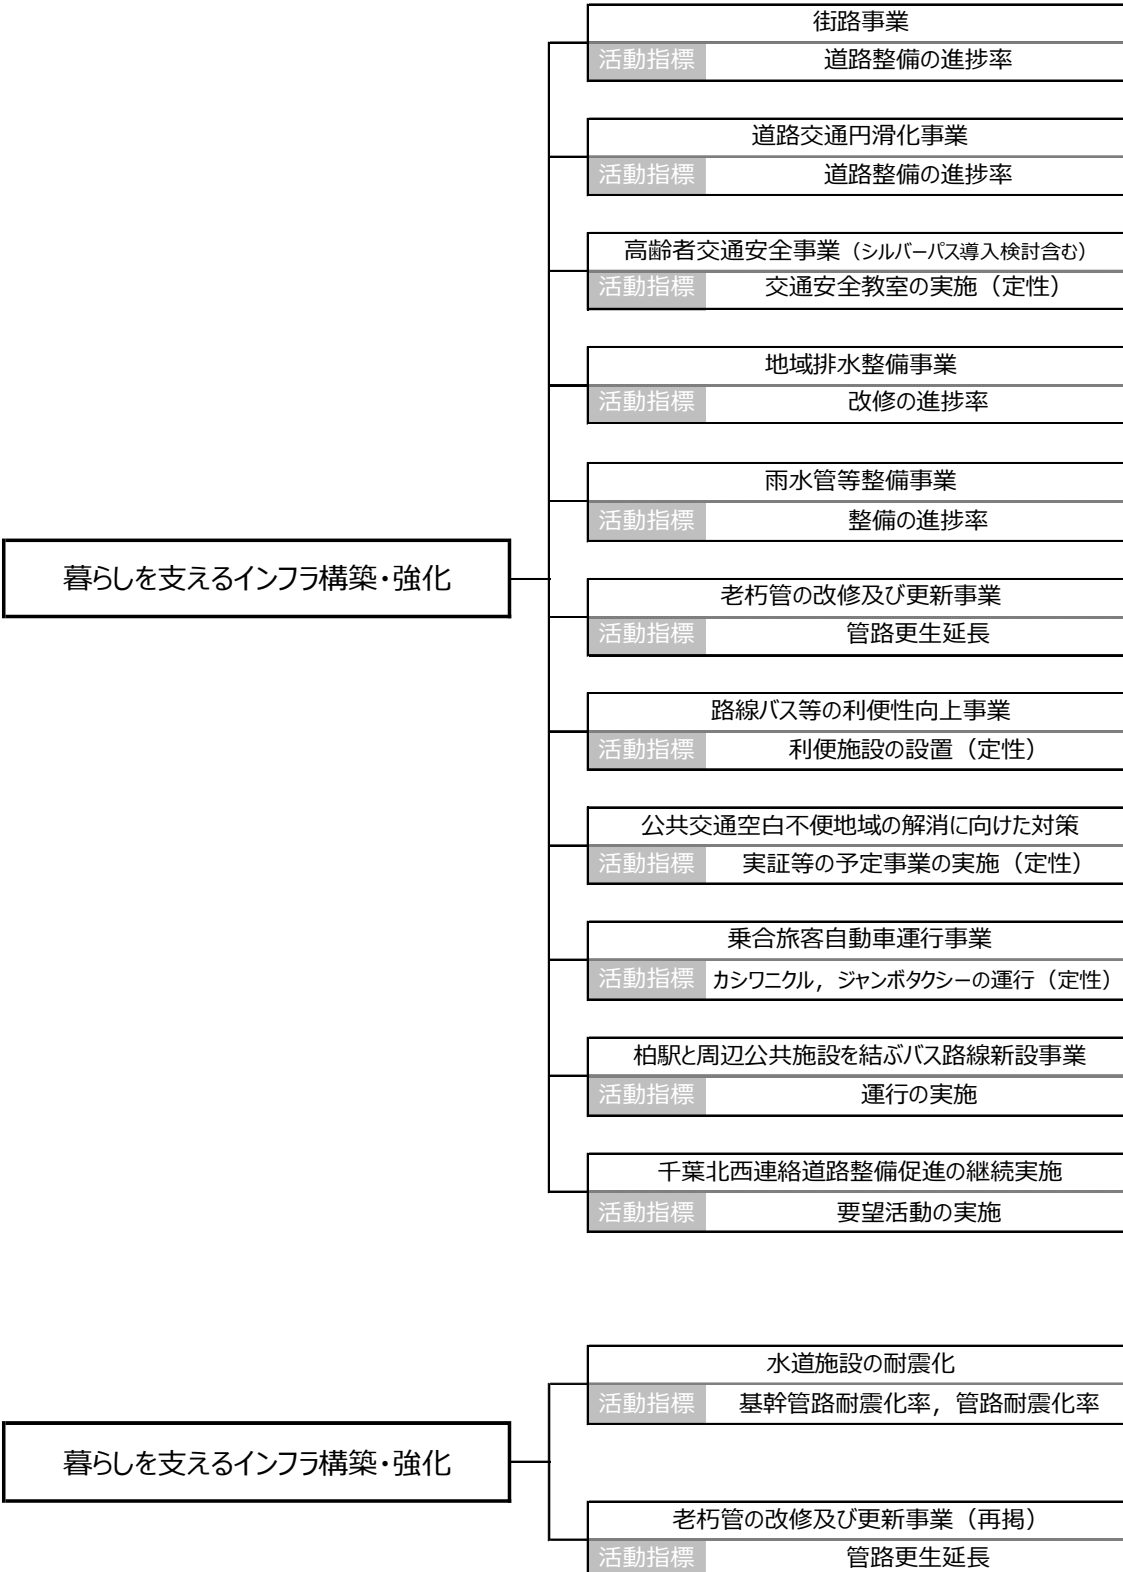 街路事業
活動指標 道路整備の進捗率
道路交通円滑化事業
活動指標 道路整備の進捗率
高齢者交通安全事業（シルバーパス導入検討含む）
活動指標 交通安全教室の実施（定性）
地域排水整備事業
活動指標 改修の進捗率
雨水管等整備事業
活動指標 整備の進捗率
暮らしを支えるインフラ構築・強化
老朽管の改修及び更新事業
活動指標 管路更生延長
路線バス等の利便性向上事業
活動指標 利便施設の設置（定性）
公共交通空白不便地域の解消に向けた対策
活動指標 実証等の予定事業の実施（定性）
乗合旅客自動車運行事業
活動指標 カシワニクル，ジャンボタクシーの運行（定性）
柏駅と周辺公共施設を結ぶバス路線新設事業
活動指標 運行の実施
千葉北西連絡道路整備促進の継続実施
活動指標 要望活動の実施
水道施設の耐震化
活動指標 基幹管路耐震化率，管路耐震化率
暮らしを支えるインフラ構築・強化
老朽管の改修及び更新事業（再掲）
活動指標 管路更生延長